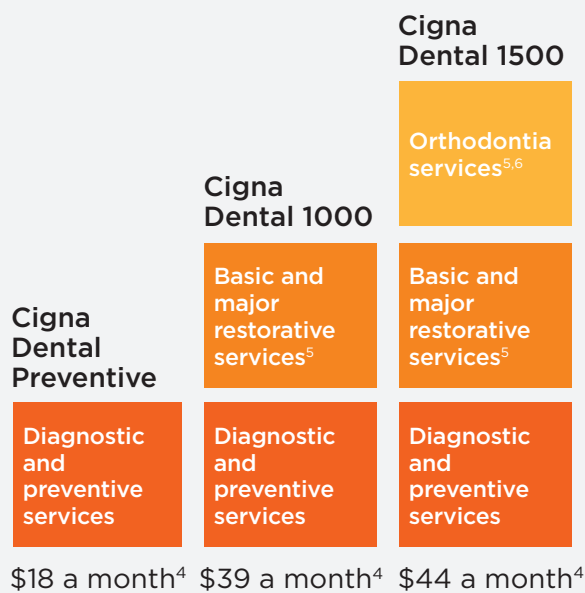 Cigna
Dental
Preventive
Diagnostic
and
preventive
services
$18 a month⁴
Cigna
Dental 1000
Basic and
major
restorative
services⁵
Diagnostic
and
preventive
services
$39 a month⁴
Cigna
Dental 1500
Orthodontia
services⁵,⁶
Basic and
major
restorative
services⁵
Diagnostic
and
preventive
services
$44 a month⁴